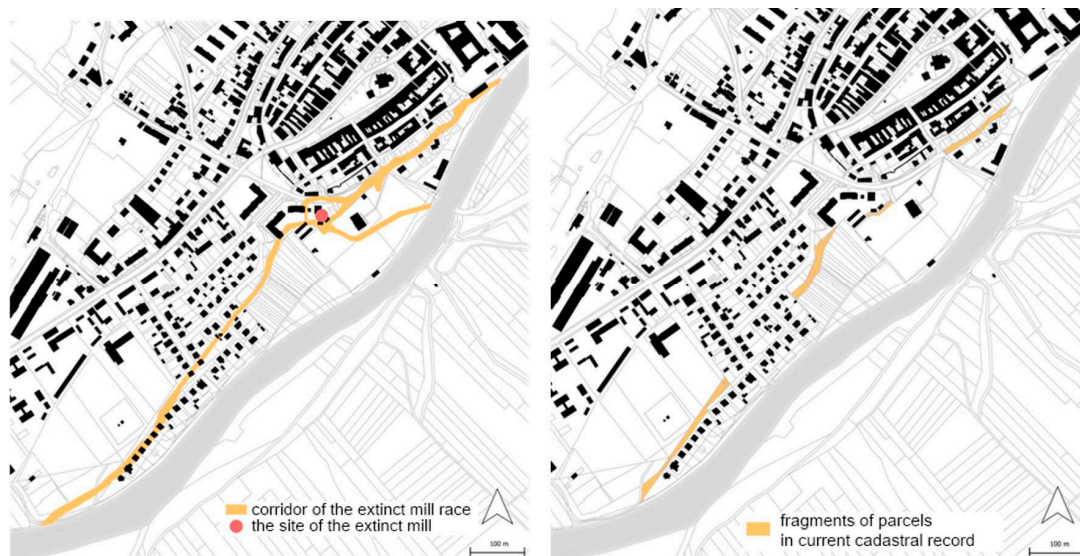 corridor of the extinct mill race
the site of the extinct mill
100 m
fragments of parcels
in current cadastral record
100 m